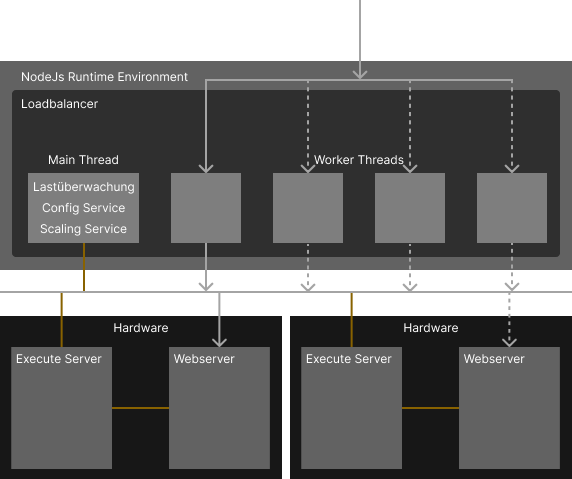 NodeJs Runtime Environment
Loadbalancer
Main Thread
Worker Threads
Lastüberwachung
Config Service
Scaling Service
Hardware
Hardware
Execute Server
Webserver
Execute Server
Webserver